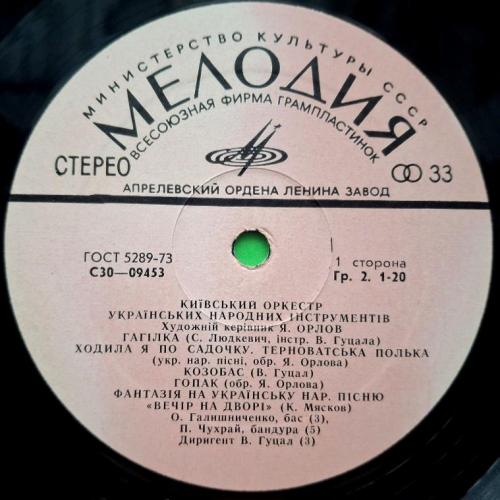 МИНИСТЕРСТВО КУЛЬТУРЫ СССР
МЕЛОДИЯ
ВСЕСОЮЗНАЯ ФИРМА ГРАМПЛАСТИНОК
СТЕРЕО
33
АПРЕЛЕВСКИЙ ОРДЕНА ЛЕНИНА ЗАВОД
ГОСТ 5289-73
С30—09453
1 сторона
Гр. 2. 1-20
КИЇВСЬКИЙ ОРКЕСТР
УКРАЇНСЬКИХ НАРОДНИХ ІНСТРУМЕНТІВ
Художній керівник Я. ОРЛОВ
ГАГІЛКА (С. Людкевич, інстр. В. Гуцала)
ХОДИЛА Я ПО САДОЧКУ. ТЕРНОВАТСЬКА ПОЛЬКА
(укр. нар. пісні, обр. Я. Орлова)
КОЗОБАС (В. Гуцал)
ГОПАК (обр. Я. Орлова)
ФАНТАЗІЯ НА УКРАЇНСЬКУ НАР. ПІСНЮ
«ВЕЧІР НА ДВОРІ» (К. Мясков)
О. Галишниченко, бас (3),
П. Чухрай, бандура (5)
Диригент В. Гуцал (3)